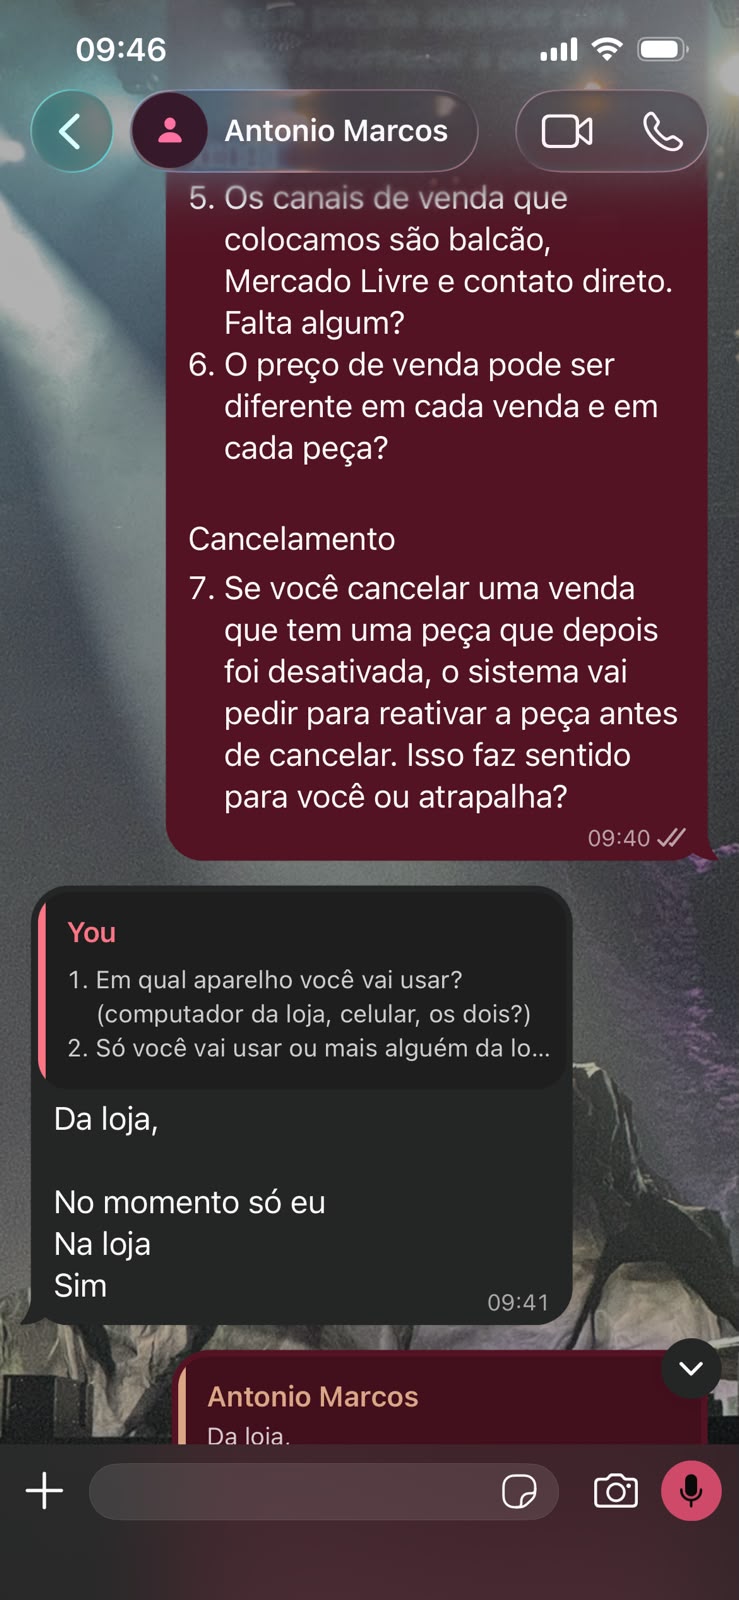 09:46
Antonio Marcos
5. Os canais de venda que
colocamos são balcão,
Mercado Livre e contato direto.
Falta algum?
6. O preço de venda pode ser
diferente em cada venda e em
cada peça?
Cancelamento
7. Se você cancelar uma venda
que tem uma peça que depois
foi desativada, o sistema vai
pedir para reativar a peça antes
de cancelar. Isso faz sentido
para você ou atrapalha?
09:40
You
1. Em qual aparelho você vai usar?
(computador da loja, celular, os dois?)
2. Só você vai usar ou mais alguém da lo...
Da loja,
No momento só eu
Na loja
Sim
09:41
Antonio Marcos
Da loja,